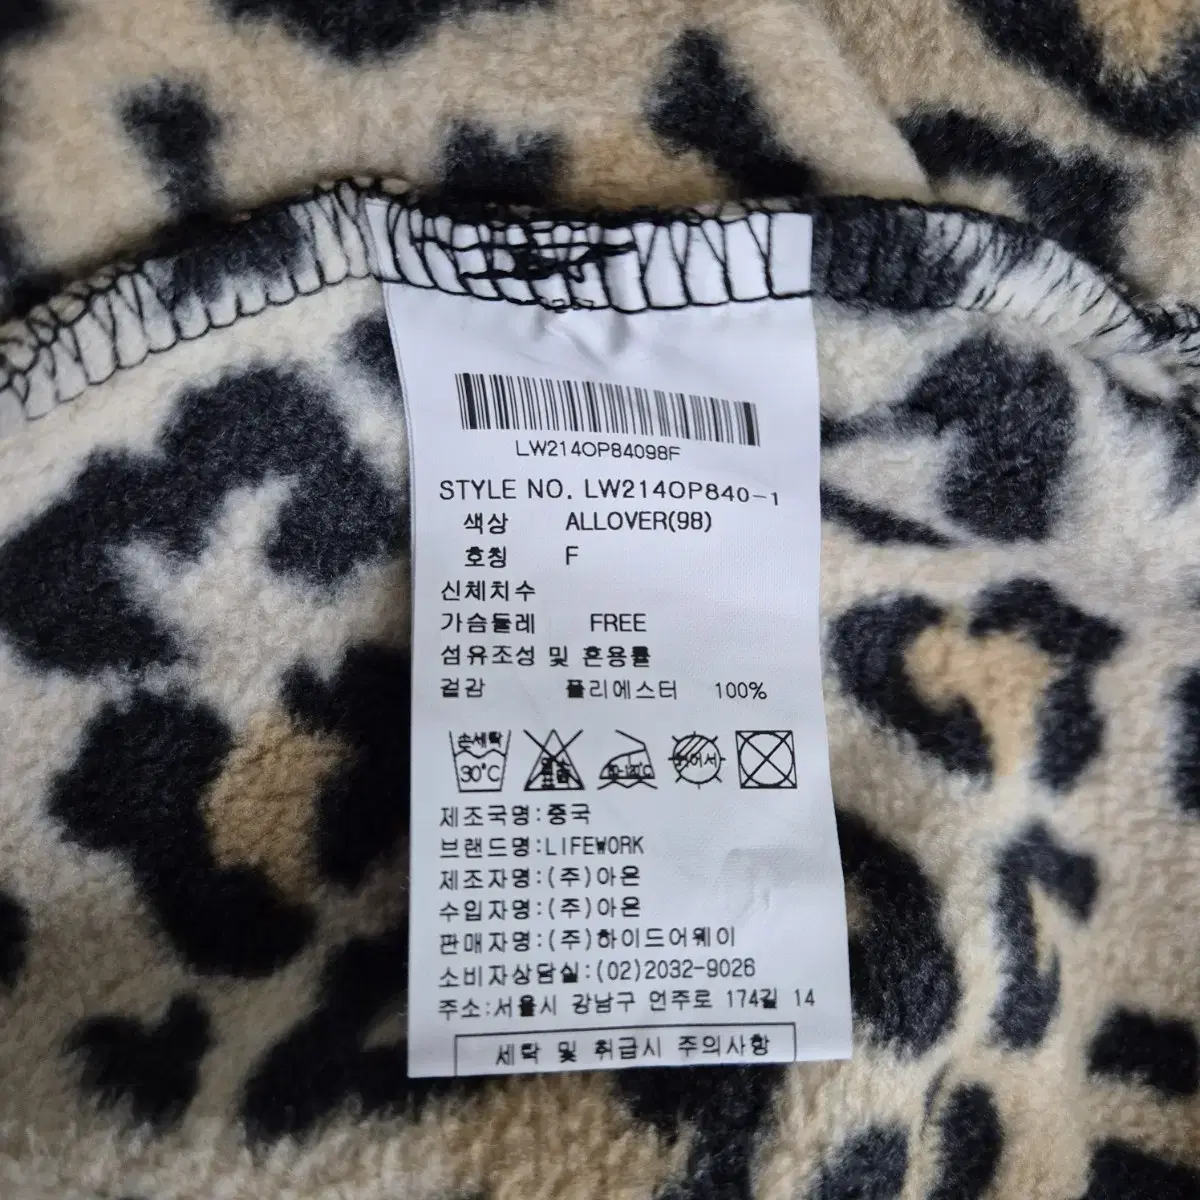 LW214OP84098F
STYLE NO. LW214OP840-1
색상 ALLOVER(98)
호칭 F
신체치수
가슴둘레 FREE
섬유조성 및 혼용률
겉감 폴리에스터 100%
손세탁
30℃
제조국명:중국
브랜드명:LIFEWORK
제조자명:(주)아온
수입자명:(주)아온
판매자명:(주)하이드어웨이
소비자상담실:(02)2032-9026
주소:서울시 강남구 언주로 174길 14
세탁 및 취급시 주의사항